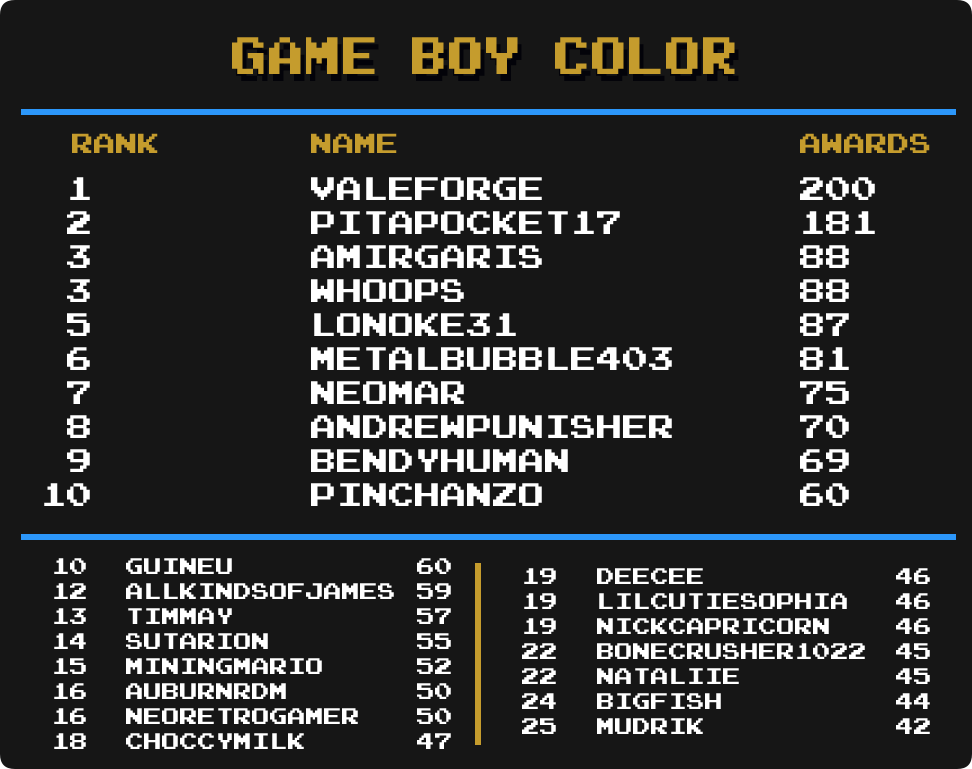 GAME BOY COLOR
RANK NAME AWARDS
1 VALEFORGE 200
2 PITAPOCKET17 181
3 AMIRGARIS 88
3 WHOOPS 88
5 LONOKE31 87
6 METALBUBBLE403 81
7 NEOMAR 75
8 ANDREWPUNISHER 70
9 BENDYHUMAN 69
10 PINCHANZO 60
10 GUINEU 60
12 ALLKINDSOFJAMES 59
13 TIMMAY 57
14 SUTARION 55
15 MININGMARIO 52
16 AUBURNRDM 50
16 NEORETROGAMER 50
18 CHOCCYMILK 47
19 DEECEE 46
19 LILCUTIESOPHIA 46
19 NICKCAPRICORN 46
22 BONECRUSHER1022 45
22 NATALIIE 45
24 BIGFISH 44
25 MUDRIK 42